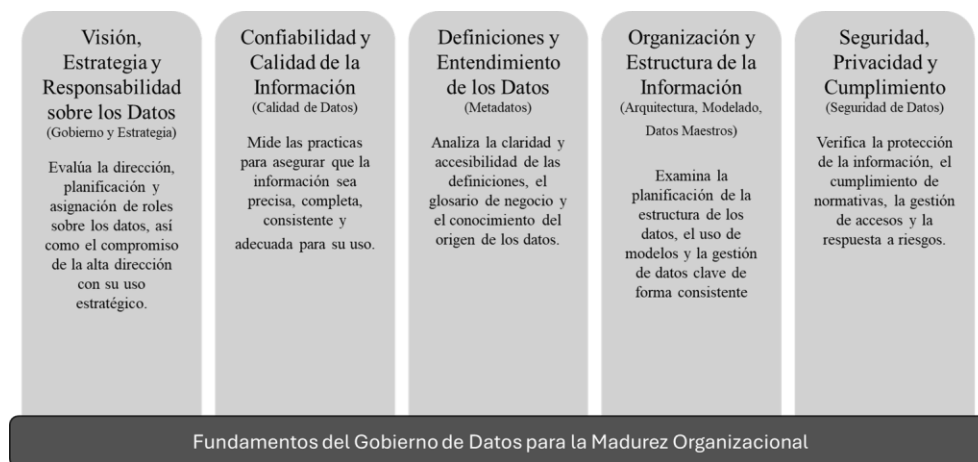 Visión,
Estrategia y
Responsabilidad
sobre los Datos
(Gobierno y Estrategia)
Evalúa la dirección,
planificación y
asignación de roles
sobre los datos, así
como el compromiso
de la alta dirección
con su uso
estratégico.
Confiabilidad y
Calidad de la
Información
(Calidad de Datos)
Mide las practicas
para asegurar que la
información sea
precisa, completa,
consistente y
adecuada para su uso.
Definiciones y
Entendimiento
de los Datos
(Metadatos)
Analiza la claridad y
accesibilidad de las
definiciones, el
glosario de negocio y
el conocimiento del
origen de los datos.
Organización y
Estructura de la
Información
(Arquitectura, Modelado,
Datos Maestros)
Examina la
planificación de la
estructura de los
datos, el uso de
modelos y la gestión
de datos clave de
forma consistente
Seguridad,
Privacidad y
Cumplimiento
(Seguridad de Datos)
Verifica la protección
de la información, el
cumplimiento de
normativas, la gestión
de accesos y la
respuesta a riesgos.
Fundamentos del Gobierno de Datos para la Madurez Organizacional